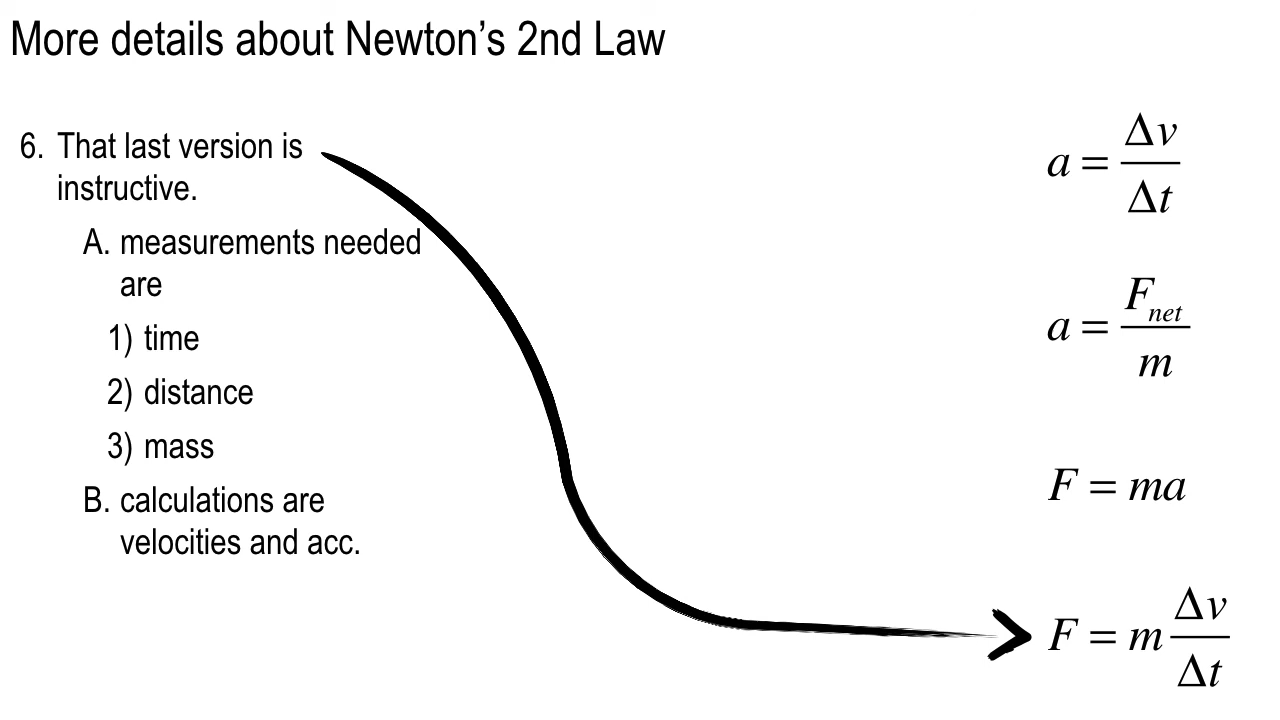 More details about Newton’s 2nd Law
6. That last version is
instructive.
A. measurements needed
are
1) time
2) distance
3) mass
B. calculations are
velocities and acc.
a = Δv/Δt
a = F_net/m
F = ma
F = m Δv/Δt